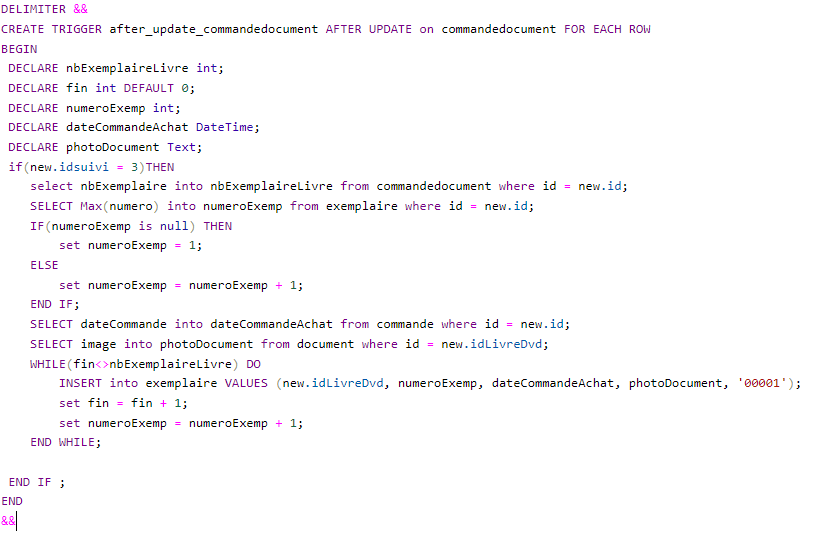 DELIMITER &&
CREATE TRIGGER after_update_commandedocument AFTER UPDATE on commandedocument FOR EACH ROW
BEGIN
DECLARE nbExemplaireLivre int;
DECLARE fin int DEFAULT 0;
DECLARE numeroExemp int;
DECLARE dateCommandeAchat DateTime;
DECLARE photoDocument Text;
if(new.idsuivi = 3)THEN
select nbExemplaire into nbExemplaireLivre from commandedocument where id = new.id;
SELECT Max(numero) into numeroExemp from exemplaire where id = new.id;
IF(numeroExemp is null) THEN
set numeroExemp = 1;
ELSE
set numeroExemp = numeroExemp + 1;
END IF;
SELECT dateCommande into dateCommandeAchat from commande where id = new.id;
SELECT image into photoDocument from document where id = new.idLivreDvd;
WHILE(fin<>nbExemplaireLivre) DO
INSERT into exemplaire VALUES (new.idLivreDvd, numeroExemp, dateCommandeAchat, photoDocument, '00001');
set fin = fin + 1;
set numeroExemp = numeroExemp + 1;
END WHILE;
END IF ;
END
&&